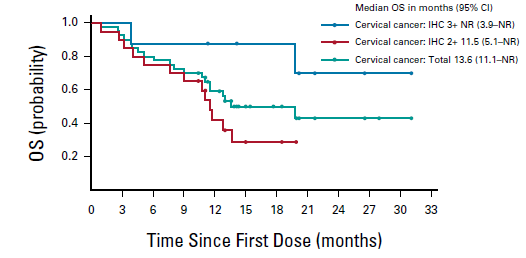 Median OS in months (95% CI)
Cervical cancer: IHC 3+ NR (3.9–NR)
Cervical cancer: IHC 2+ 11.5 (5.1–NR)
Cervical cancer: Total 13.6 (11.1–NR)
OS (probability)
1.0
0.8
0.6
0.4
0.2
0 3 6 9 12 15 18 21 24 27 30 33
Time Since First Dose (months)